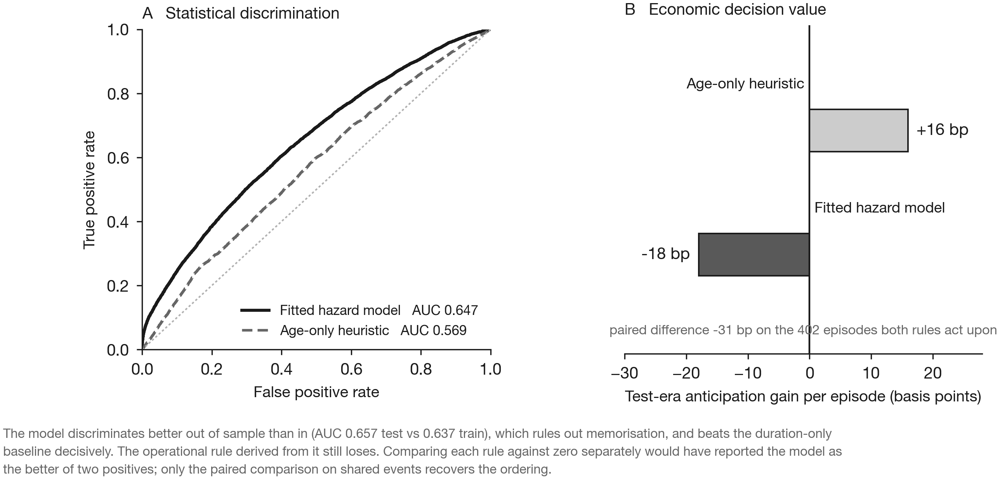 A Statistical discrimination
1.0
0.8
0.6
0.4
0.2
0.0
True positive rate
Fitted hazard model AUC 0.647
Age-only heuristic AUC 0.569
0.0 0.2 0.4 0.6 0.8 1.0
False positive rate
B Economic decision value
Age-only heuristic
+16 bp
Fitted hazard model
-18 bp
paired difference -31 bp on the 402 episodes both rules act upon
−30 −20 −10 0 10 20
Test-era anticipation gain per episode (basis points)
The model discriminates better out of sample than in (AUC 0.657 test vs 0.637 train), which rules out memorisation, and beats the duration-only
baseline decisively. The operational rule derived from it still loses. Comparing each rule against zero separately would have reported the model as
the better of two positives; only the paired comparison on shared events recovers the ordering.